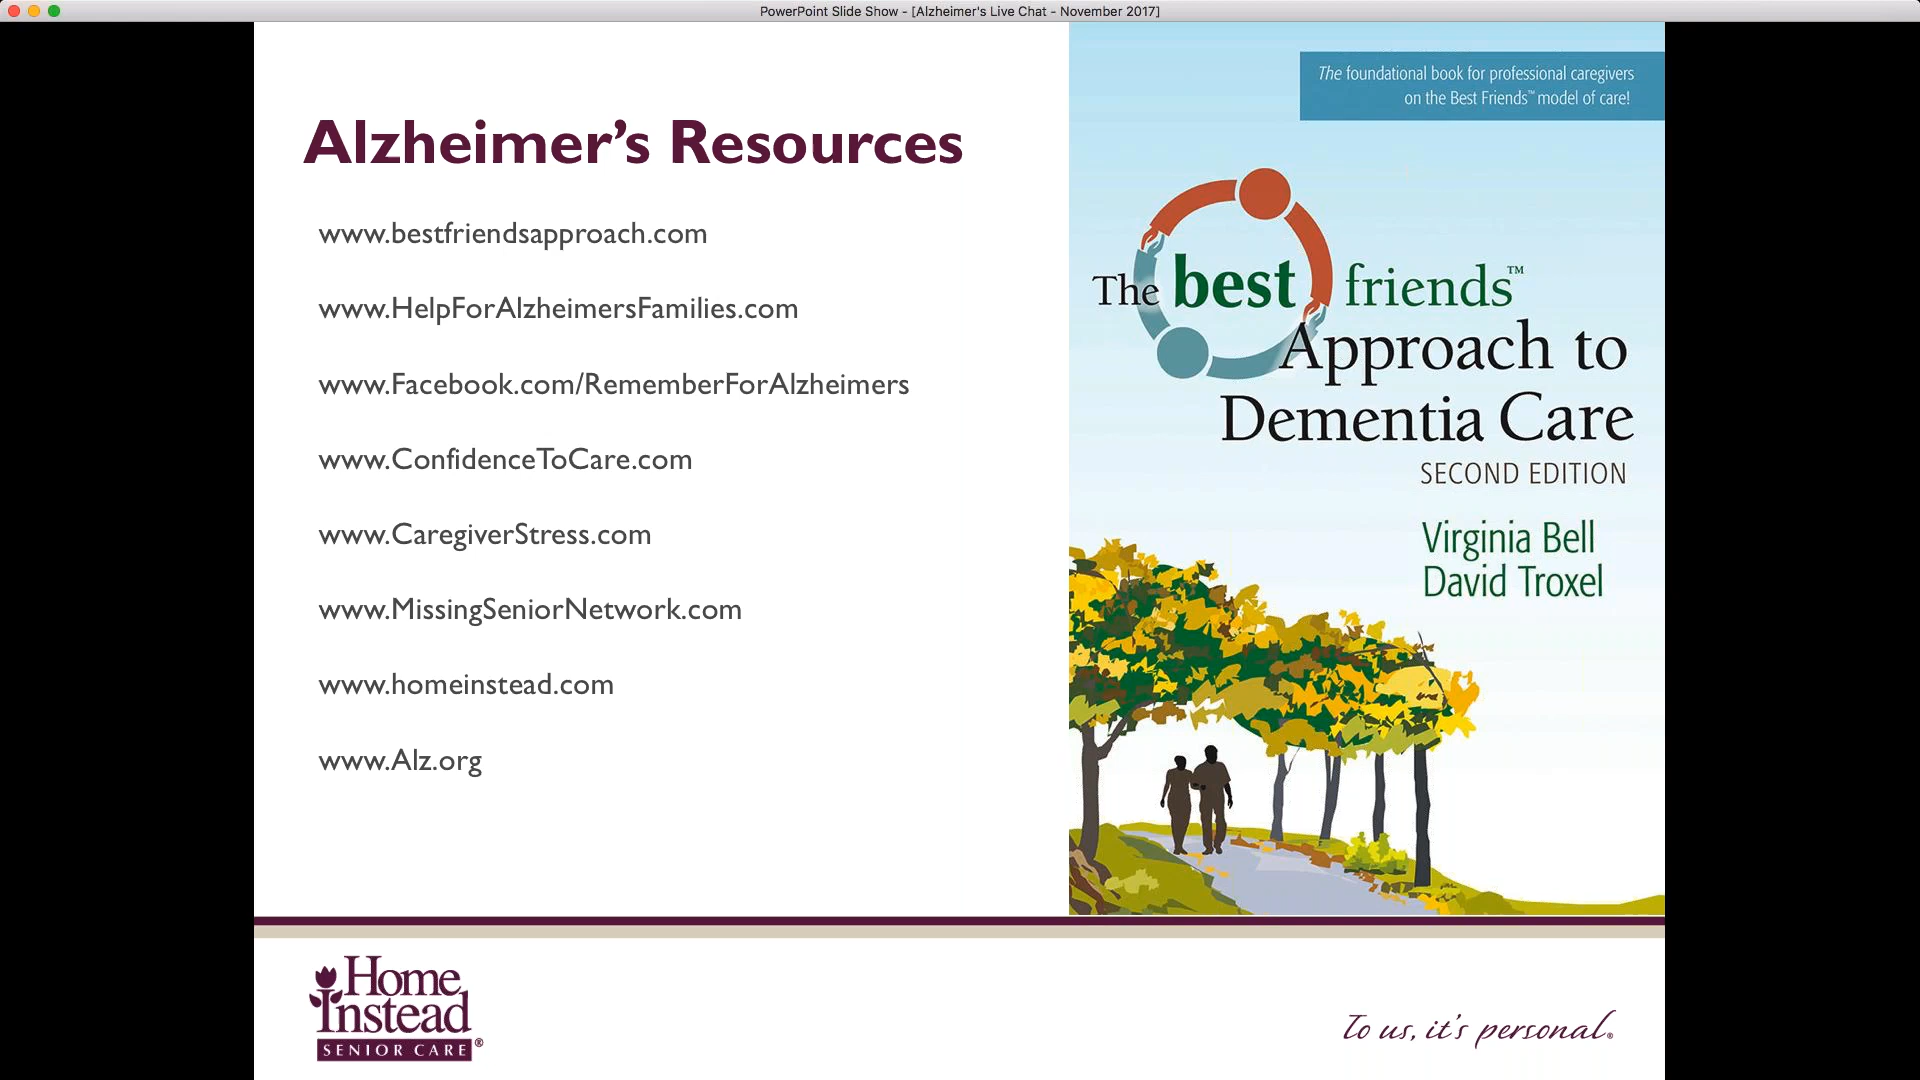 PowerPoint Slide Show - [Alzheimer's Live Chat - November 2017]
Alzheimer’s Resources
www.bestfriendsapproach.com
www.HelpForAlzheimersFamilies.com
www.Facebook.com/RememberForAlzheimers
www.ConfidenceToCare.com
www.CaregiverStress.com
www.MissingSeniorNetwork.com
www.homeinstead.com
www.Alz.org
The foundational book for professional caregivers
on the Best Friends™ model of care!
The best friends™
Approach to
Dementia Care
SECOND EDITION
Virginia Bell
David Troxel
Home
Instead
SENIOR CARE®
To us, it’s personal.®